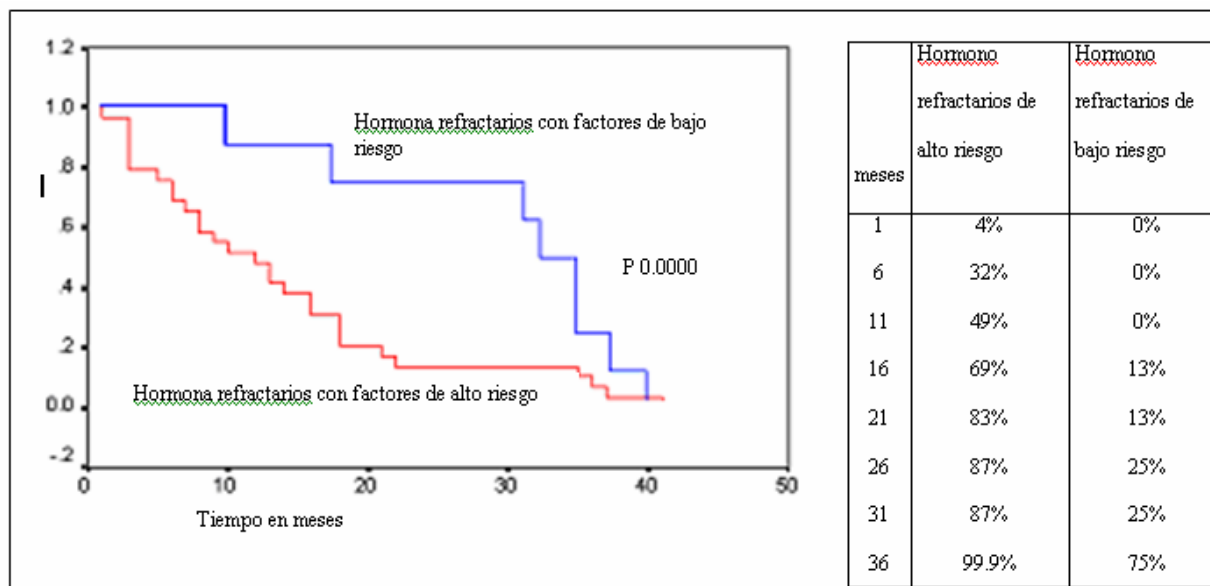 1.2
1.0
.8
.6
.4
.2
0.0
-.2
0
10
20
30
40
50
Tiempo en meses
Hormona refractarios con factores de bajo
riesgo
P 0.0000
Hormona refractarios con factores de alto riesgo
meses
Hormono
refractarios de
alto riesgo
Hormono
refractarios de
bajo riesgo
1 4% 0%
6 32% 0%
11 49% 0%
16 69% 13%
21 83% 13%
26 87% 25%
31 87% 25%
36 99.9% 75%